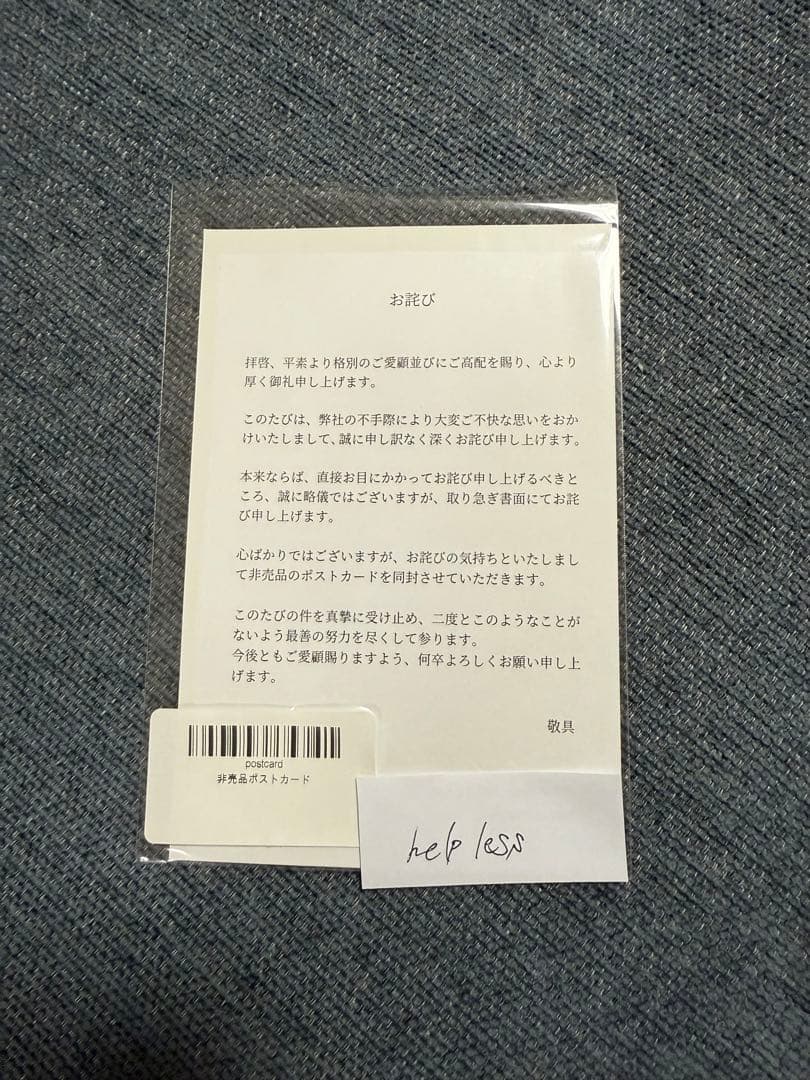 お詫び
拝啓、平素より格別のご愛顧並びにご高配を賜り、心より
厚く御礼申し上げます。
このたびは、弊社の不手際により大変ご不快な思いをおか
けいたしまして、誠に申し訳なく深くお詫び申し上げます。
本来ならば、直接お目にかかってお詫び申し上げるべきと
ころ、誠に略儀ではございますが、取り急ぎ書面にてお詫
び申し上げます。
心ばかりではございますが、お詫びの気持ちといたしまし
て非売品のポストカードを同封させていただきます。
このたびの件を真摯に受け止め、二度とこのようなことが
ないよう最善の努力を尽くして参ります。
今後ともご愛顧賜りますよう、何卒よろしくお願い申し上
げます。
敬具
postcard
非売品ポストカード
help less